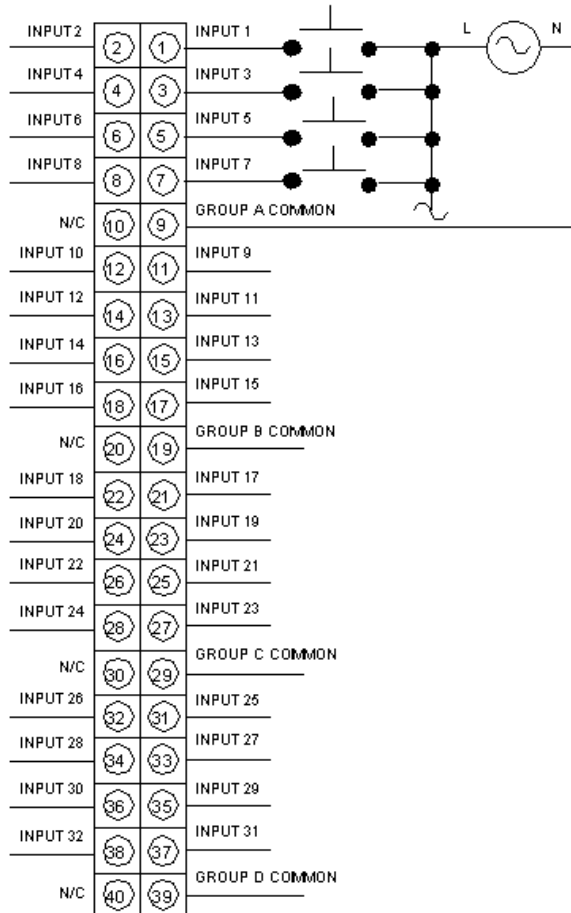 INPUT 2 2 1 INPUT 1 L N
INPUT 4 4 3 INPUT 3
INPUT6 6 5 INPUT 5
INPUT8 8 7 INPUT 7
N/C 10 9 GROUP A COMMON
INPUT 10 12 11 INPUT 9
INPUT 12 14 13 INPUT 11
INPUT 14 16 15 INPUT 13
INPUT 16 18 17 INPUT 15
N/C 20 19 GROUP B COMMON
INPUT 18 22 21 INPUT 17
INPUT 20 24 23 INPUT 19
INPUT 22 26 25 INPUT 21
INPUT 24 28 27 INPUT 23
N/C 30 29 GROUP C COMMON
INPUT 26 32 31 INPUT 25
INPUT 28 34 33 INPUT 27
INPUT 30 36 35 INPUT 29
INPUT 32 38 37 INPUT 31
N/C 40 39 GROUP D COMMON